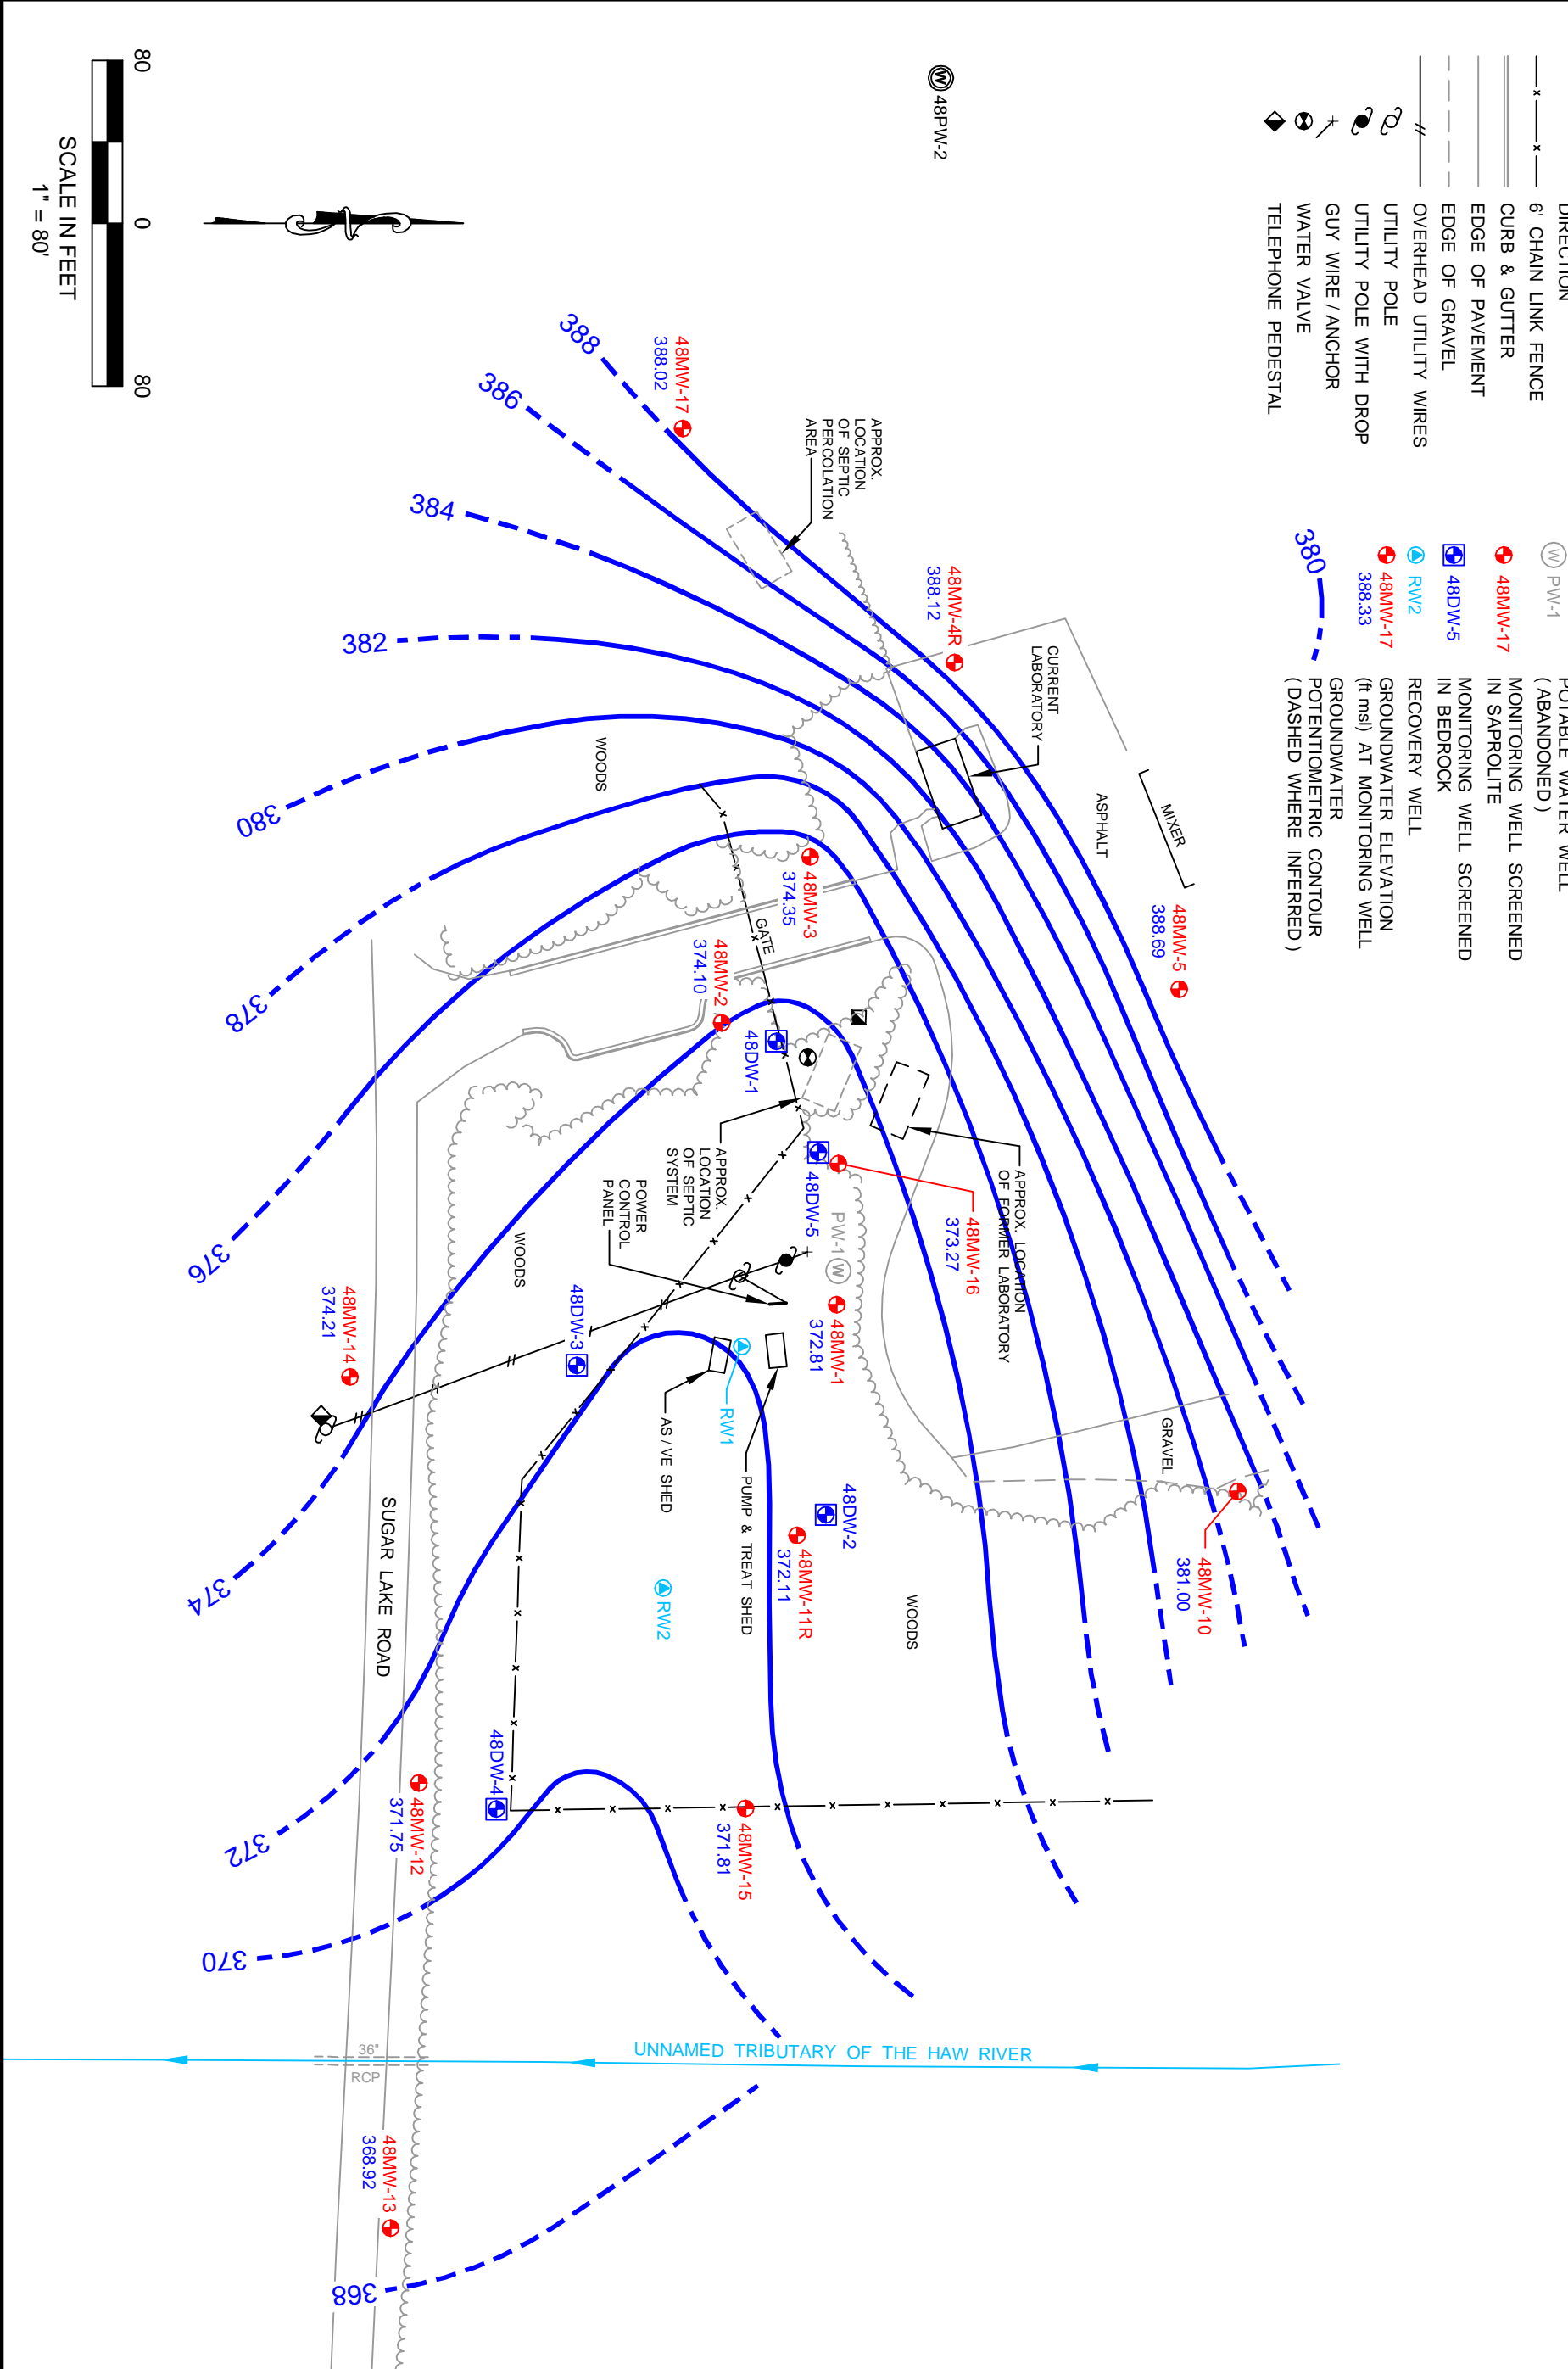 DIRECTION
6' CHAIN LINK FENCE
CURB & GUTTER
EDGE OF PAVEMENT
EDGE OF GRAVEL
OVERHEAD UTILITY WIRES
UTILITY POLE
UTILITY POLE WITH DROP
GUY WIRE / ANCHOR
WATER VALVE
TELEPHONE PEDESTAL
W PW-1
POTABLE WATER WELL
( ABANDONED )
48MW-17
MONITORING WELL SCREENED
IN SAPROLITE
48DW-5
MONITORING WELL SCREENED
IN BEDROCK
RW2
RECOVERY WELL
48MW-17
388.33
GROUNDWATER ELEVATION
(ft msl) AT MONITORING WELL
380
GROUNDWATER
POTENTIOMETRIC CONTOUR
( DASHED WHERE INFERRED )
W 48PW-2
80 0 80
SCALE IN FEET
1" = 80'
MIXER
48MW-5
388.69
ASPHALT
CURRENT
LABORATORY
48MW-4R
388.12
APPROX.
LOCATION
OF SEPTIC
PERCOLATION
AREA
48MW-17
388.02
388
386
384
382
380
378
376
374
372
370
368
WOODS
48MW-3
374.35
GATE
48MW-2
374.10
48DW-1
APPROX.
LOCATION
OF SEPTIC
SYSTEM
POWER
CONTROL
PANEL
WOODS
APPROX. LOCATION
OF FORMER LABORATORY
48MW-16
373.27
48DW-5
PW-1 W
48MW-1
372.81
48DW-3
RW1
AS / VE SHED
PUMP & TREAT SHED
GRAVEL
48MW-10
381.00
48DW-2
48MW-11R
372.11
WOODS
RW2
48MW-14
374.21
SUGAR LAKE ROAD
48DW-4
48MW-12
371.75
48MW-15
371.81
UNNAMED TRIBUTARY OF THE HAW RIVER
36"
RCP
48MW-13
368.92